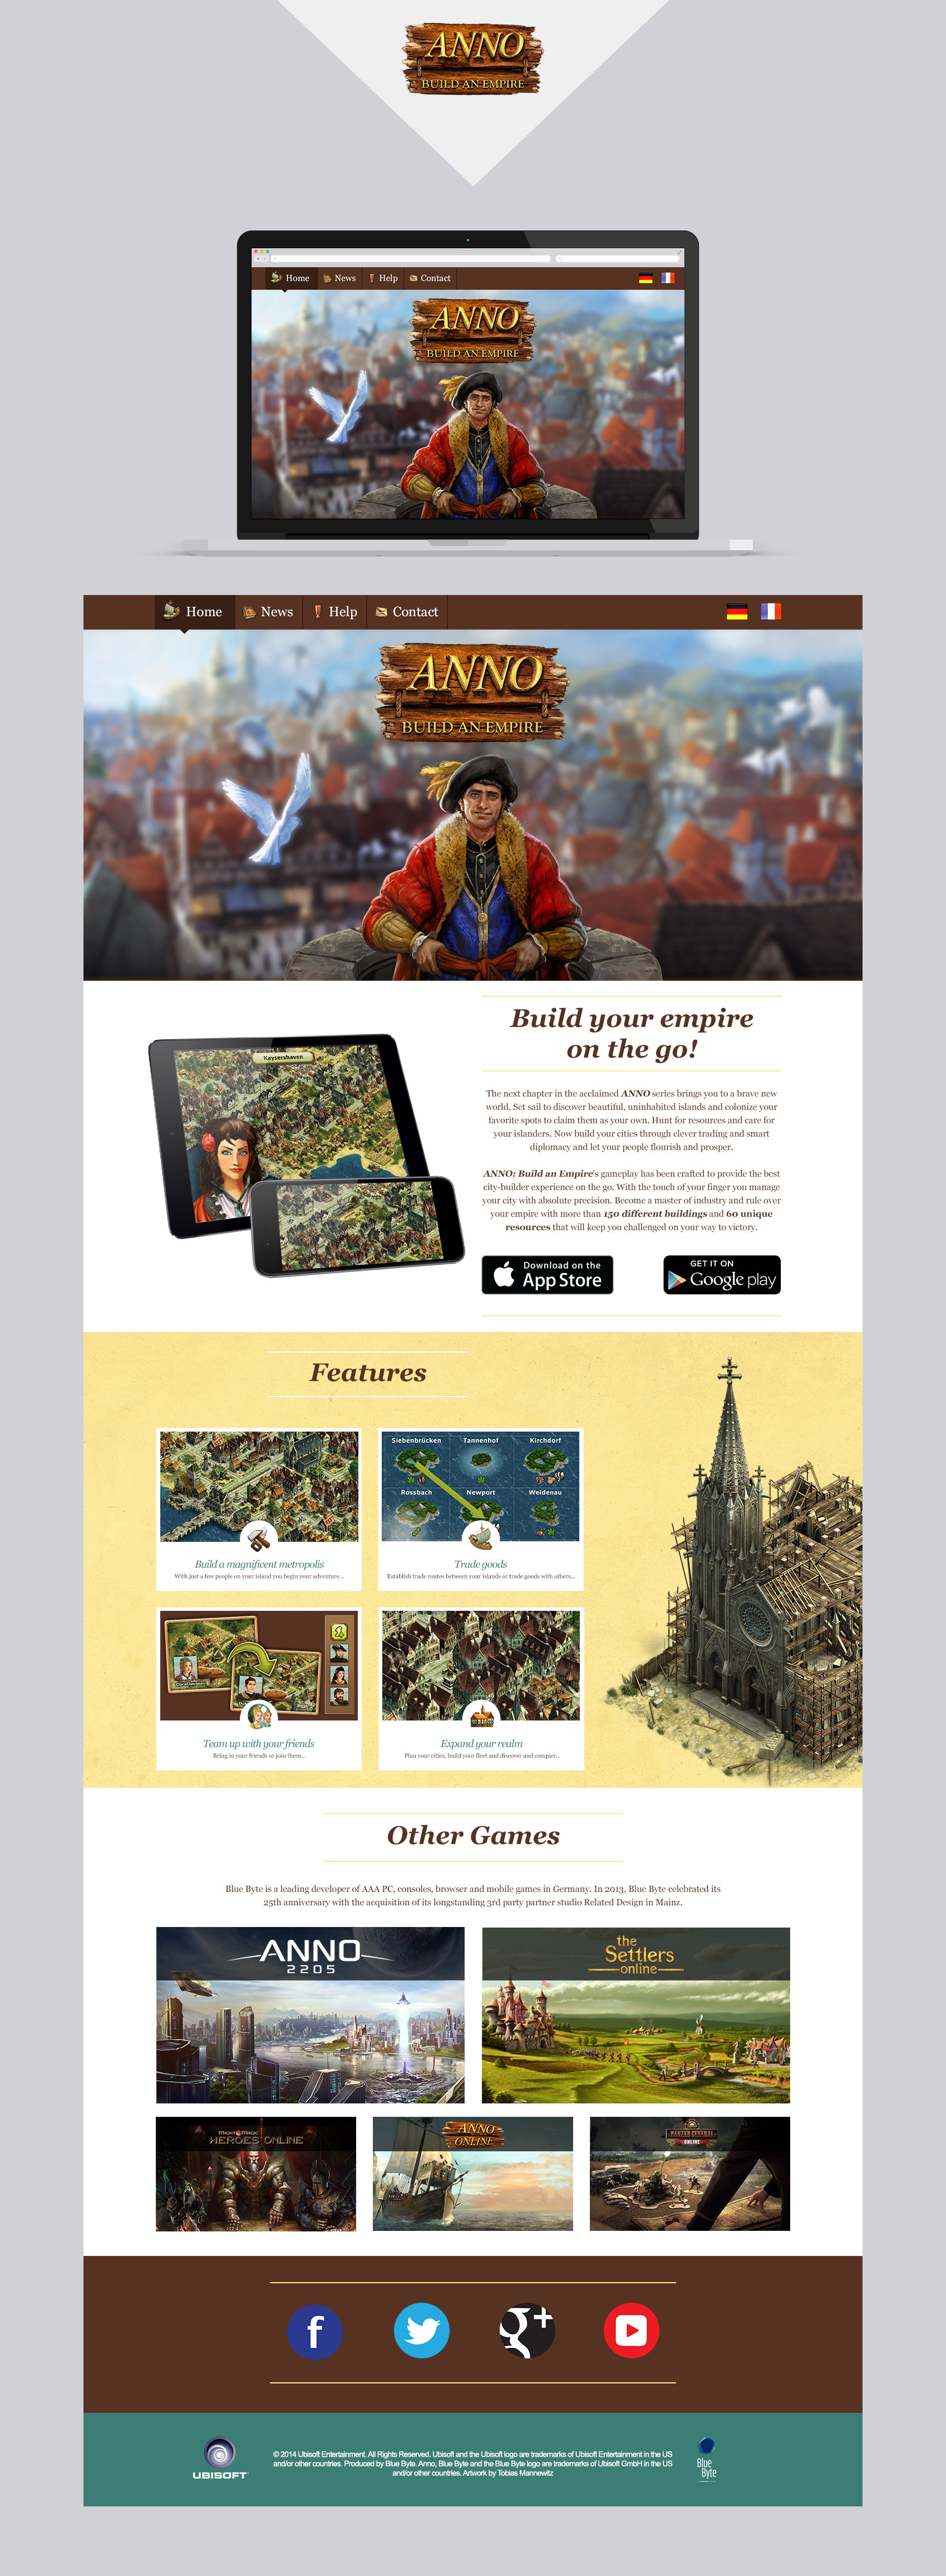 ANNO
BUILD AN EMPIRE
Home
News
Help
Contact
ANNO
BUILD AN EMPIRE
Home
News
Help
Contact
ANNO
BUILD AN EMPIRE
Build your empire
on the go!
Kaysershaven
The next chapter in the acclaimed ANNO series brings you to a brave new
world. Set sail to discover beautiful, uninhabited islands and colonize your
favorite spots to claim them as your own. Hunt for resources and care for
your islanders. Now build your cities through clever trading and smart
diplomacy and let your people flourish and prosper.
ANNO: Build an Empire's gameplay has been crafted to provide the best
city-builder experience on the go. With the touch of your finger you manage
your city with absolute precision. Become a master of industry and rule over
your empire with more than 150 different buildings and 60 unique
resources that will keep you challenged on your way to victory.
Download on the
App Store
GET IT ON
Google play
Features
Siebenbrücken
Tannenhof
Kirchdorf
Rossbach
Newport
Weidenau
Build a magnificent metropolis
With just a few people on your island you begin your adventure...
Trade goods
Establish trade routes between your islands or trade goods with others...
Team up with your friends
Bring in your friends or join them...
Expand your realm
Plan your cities, build your fleet and discover and conquer...
Other Games
Blue Byte is a leading developer of AAA PC, consoles, browser and mobile games in Germany. In 2013, Blue Byte celebrated its
25th anniversary with the acquisition of its longstanding 3rd party partner studio Related Design in Mainz.
ANNO
2205
the
Settlers
online
MIGHT & MAGIC
HEROES ONLINE
ANNO
ONLINE
PANZER GENERAL
ONLINE
f
g+
UBISOFT
© 2014 Ubisoft Entertainment. All Rights Reserved. Ubisoft and the Ubisoft logo are trademarks of Ubisoft Entertainment in the US
and/or other countries. Produced by Blue Byte. Anno, Blue Byte and the Blue Byte logo are trademarks of Ubisoft GmbH in the US
and/or other countries. Artwork by Tobias Mannewitz
Blue
Byte